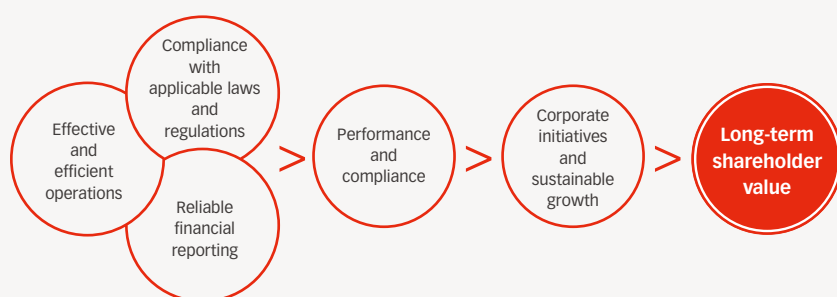 Compliance
with
applicable laws
and
regulations
Effective
and
efficient
operations
Reliable
financial
reporting
>
Performance
and
compliance
>
Corporate
initiatives
and
sustainable
growth
>
Long-term
shareholder
value